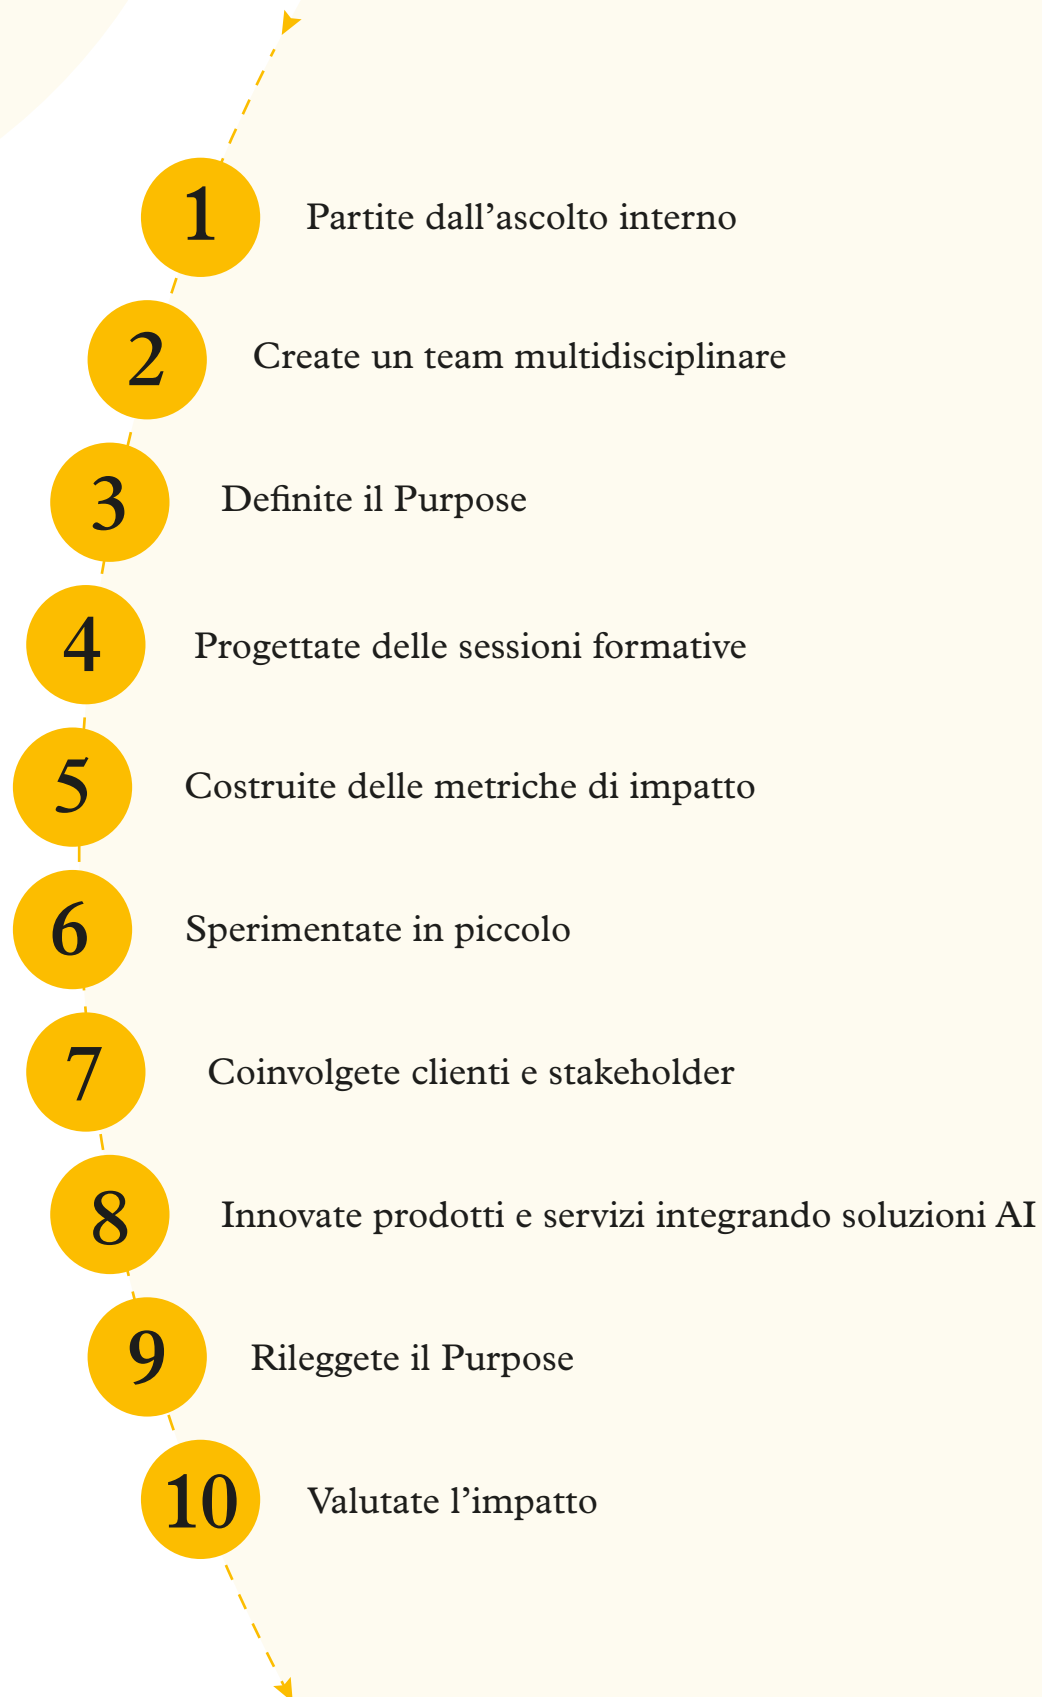 1 Partite dall’ascolto interno
2 Create un team multidisciplinare
3 Definite il Purpose
4 Progettate delle sessioni formative
5 Costruite delle metriche di impatto
6 Sperimentate in piccolo
7 Coinvolgete clienti e stakeholder
8 Innovate prodotti e servizi integrando soluzioni AI
9 Rileggete il Purpose
10 Valutate l’impatto